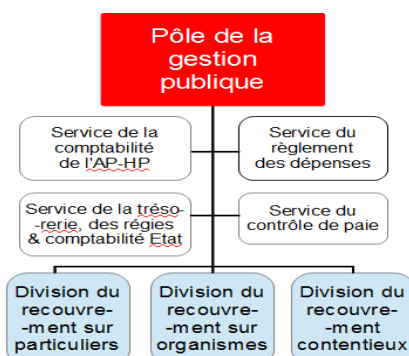 Pôle de la
gestion
publique
Service de la
comptabilité
de l'AP-HP
Service du
règlement
des dépenses
Service de la tréso-
-rerie, des régies
& comptabilité Etat
Service du
contrôle de paie
Division du
recouvre-
-ment sur
particuliers
Division du
recouvre-
-ment sur
organismes
Division du
recouvre-
-ment
contentieux